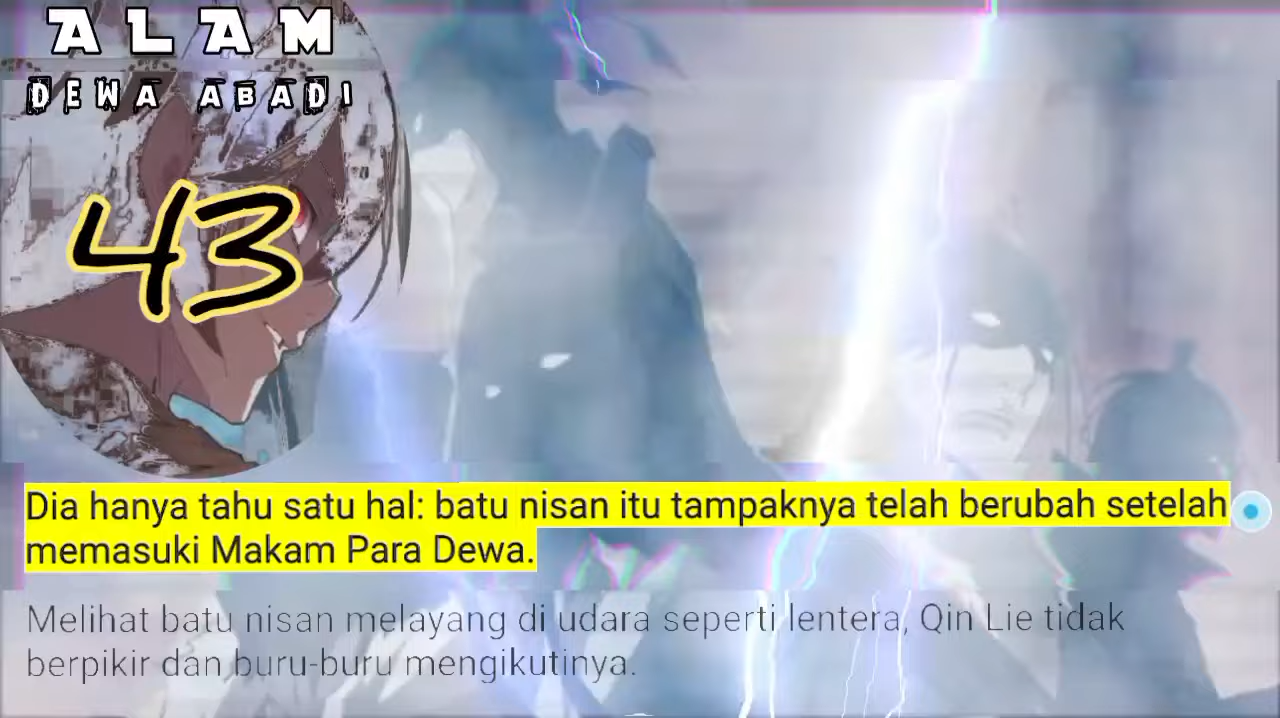 ALAM
DEWA ABADI
43
Dia hanya tahu satu hal: batu nisan itu tampaknya telah berubah setelah
memasuki Makam Para Dewa.
Melihat batu nisan melayang di udara seperti lentera, Qin Lie tidak
berpikir dan buru-buru mengikutinya.